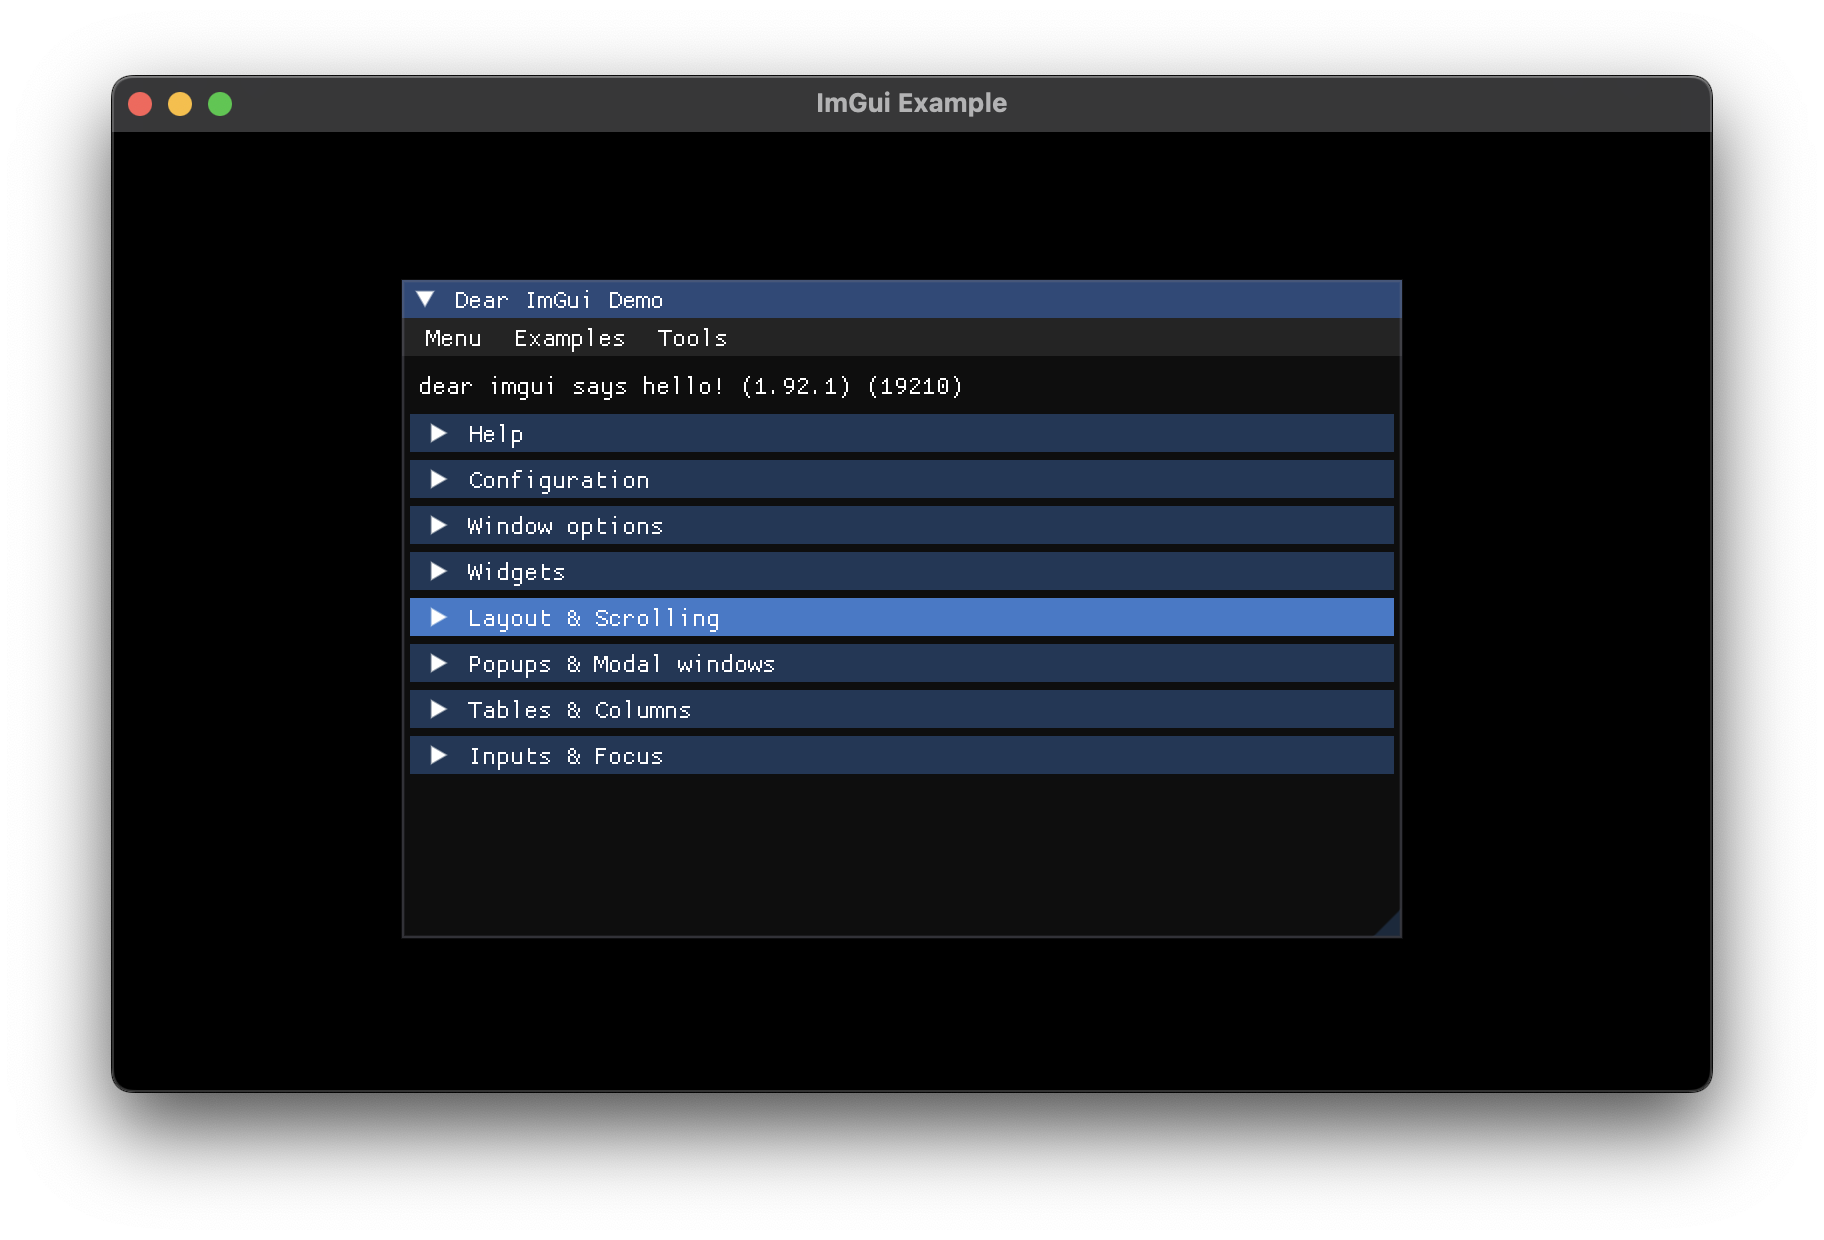 ImGui Example
Dear ImGui Demo
Menu Examples Tools
dear imgui says hello! (1.92.1) (19210)
Help
Configuration
Window options
Widgets
Layout & Scrolling
Popups & Modal windows
Tables & Columns
Inputs & Focus